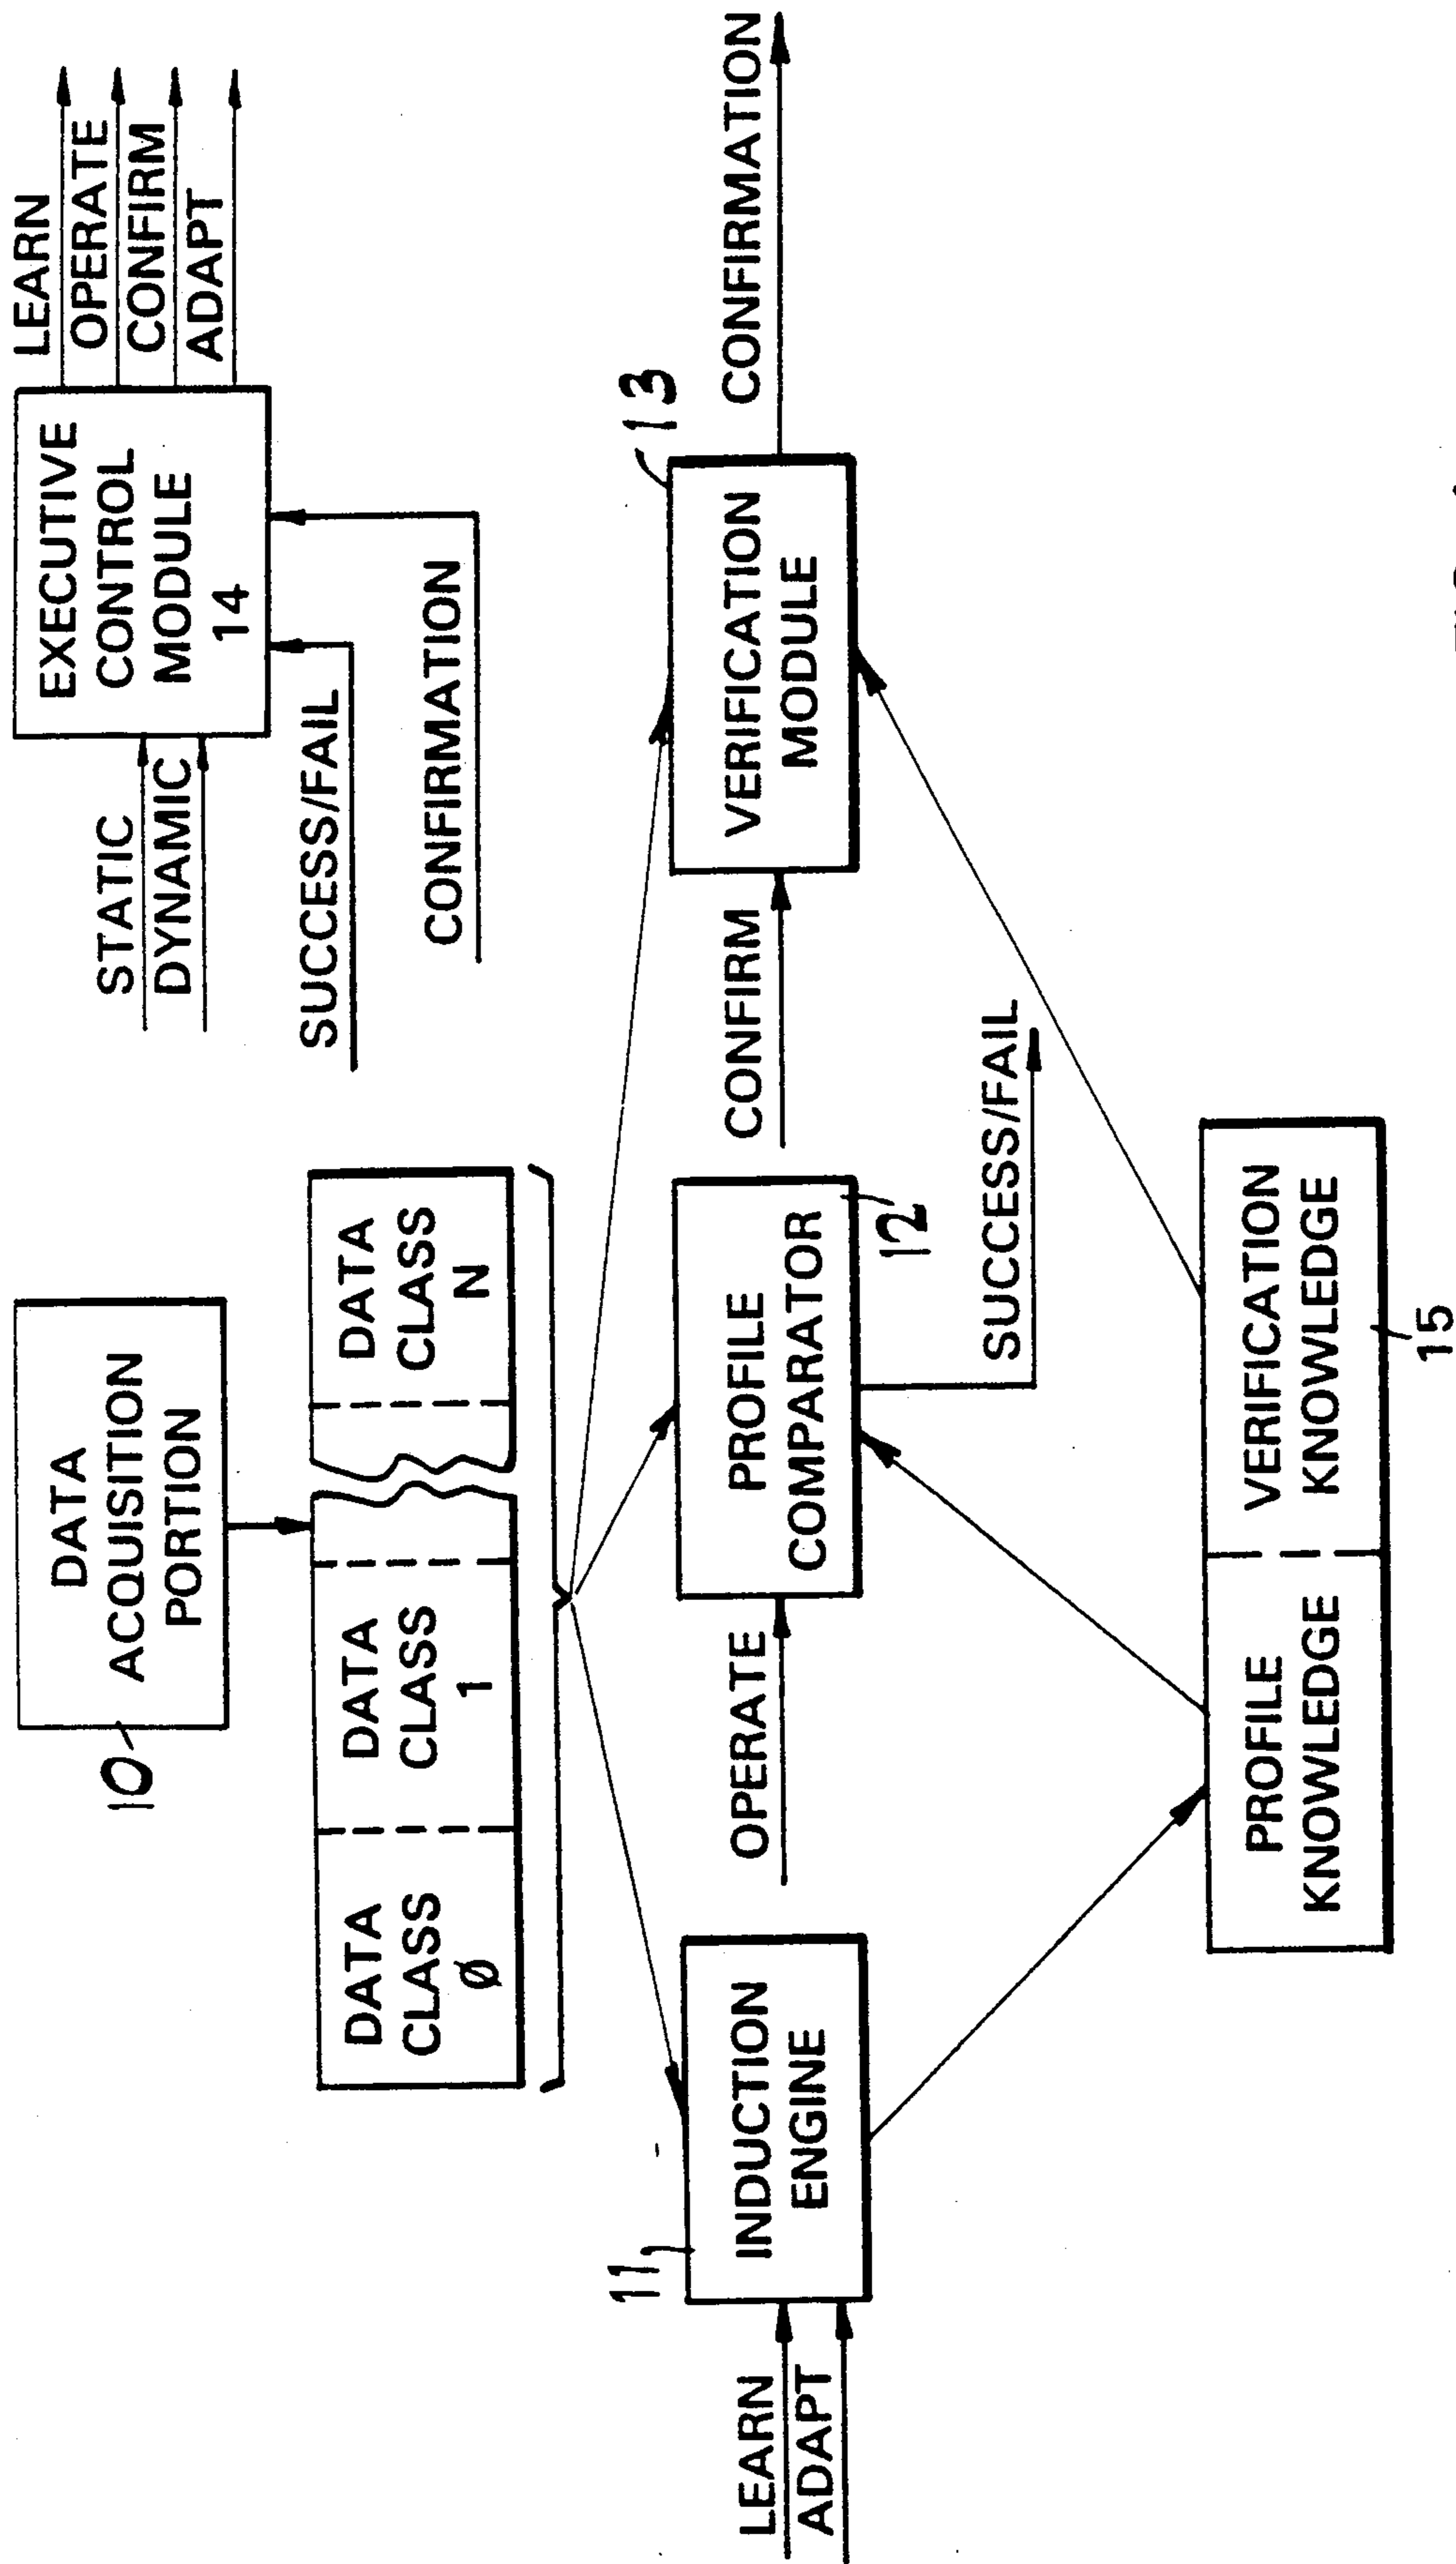 DATA
ACQUISITION
PORTION
10
DATA
CLASS
Ø
DATA
CLASS
1
DATA
CLASS
N
STATIC
DYNAMIC
SUCCESS/FAIL
CONFIRMATION
EXECUTIVE
CONTROL
MODULE
14
LEARN
OPERATE
CONFIRM
ADAPT
LEARN
ADAPT
11
INDUCTION
ENGINE
OPERATE
PROFILE
COMPARATOR
12
SUCCESS/FAIL
CONFIRM
13
VERIFICATION
MODULE
CONFIRMATION
PROFILE
KNOWLEDGE
VERIFICATION
KNOWLEDGE
15